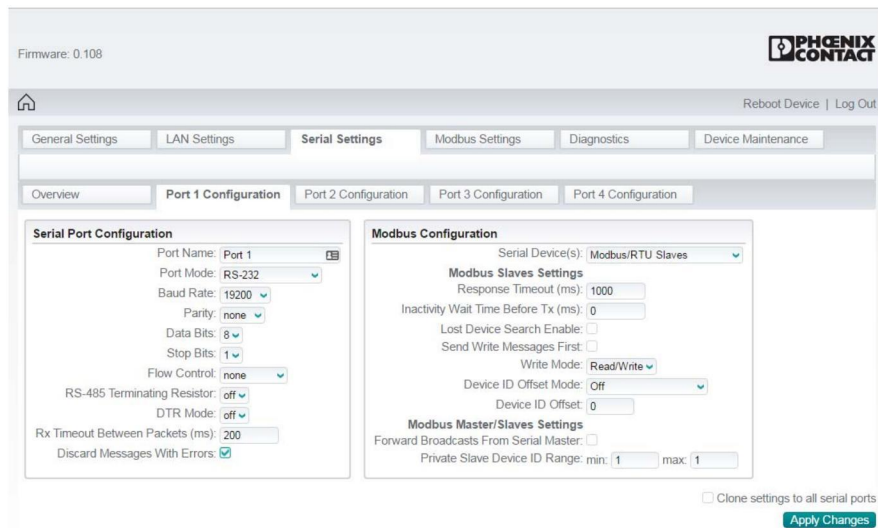 Firmware: 0.108
PHŒNIX
CONTACT
Reboot Device | Log Out
General Settings
LAN Settings
Serial Settings
Modbus Settings
Diagnostics
Device Maintenance
Overview
Port 1 Configuration
Port 2 Configuration
Port 3 Configuration
Port 4 Configuration
Serial Port Configuration
Port Name: Port 1
Port Mode: RS-232
Baud Rate: 19200
Parity: none
Data Bits: 8
Stop Bits: 1
Flow Control: none
RS-485 Terminating Resistor: off
DTR Mode: off
Rx Timeout Between Packets (ms): 200
Discard Messages With Errors:
Modbus Configuration
Serial Device(s): Modbus/RTU Slaves
Modbus Slaves Settings
Response Timeout (ms): 1000
Inactivity Wait Time Before Tx (ms): 0
Lost Device Search Enable:
Send Write Messages First:
Write Mode: Read/Write
Device ID Offset Mode: Off
Device ID Offset: 0
Modbus Master/Slaves Settings
Forward Broadcasts From Serial Master:
Private Slave Device ID Range: min: 1 max: 1
Clone settings to all serial ports
Apply Changes